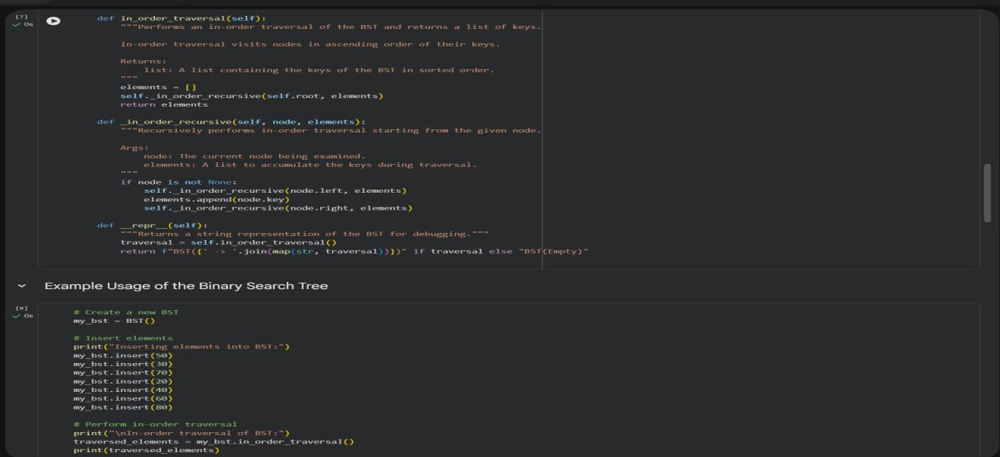 [7]
0s
def in_order_traversal(self):
"""Performs an in-order traversal of the BST and returns a list of keys.
In-order traversal visits nodes in ascending order of their keys.
Returns:
list: A list containing the keys of the BST in sorted order.
"""
elements = []
self._in_order_recursive(self.root, elements)
return elements
def _in_order_recursive(self, node, elements):
"""Recursively performs in-order traversal starting from the given node.
Args:
node: The current node being examined.
elements: A list to accumulate the keys during traversal.
"""
if node is not None:
self._in_order_recursive(node.left, elements)
elements.append(node.key)
self._in_order_recursive(node.right, elements)
def __repr__(self):
"""Returns a string representation of the BST for debugging."""
traversal = self.in_order_traversal()
return f"BST({' -> '.join(map(str, traversal))})" if traversal else "BST(Empty)"
Example Usage of the Binary Search Tree
[8]
0s
# Create a new BST
my_bst = BST()
# Insert elements
print("Inserting elements into BST:")
my_bst.insert(50)
my_bst.insert(30)
my_bst.insert(70)
my_bst.insert(20)
my_bst.insert(40)
my_bst.insert(60)
my_bst.insert(80)
# Perform in-order traversal
print("\nIn-order traversal of BST:")
traversed_elements = my_bst.in_order_traversal()
print(traversed_elements)